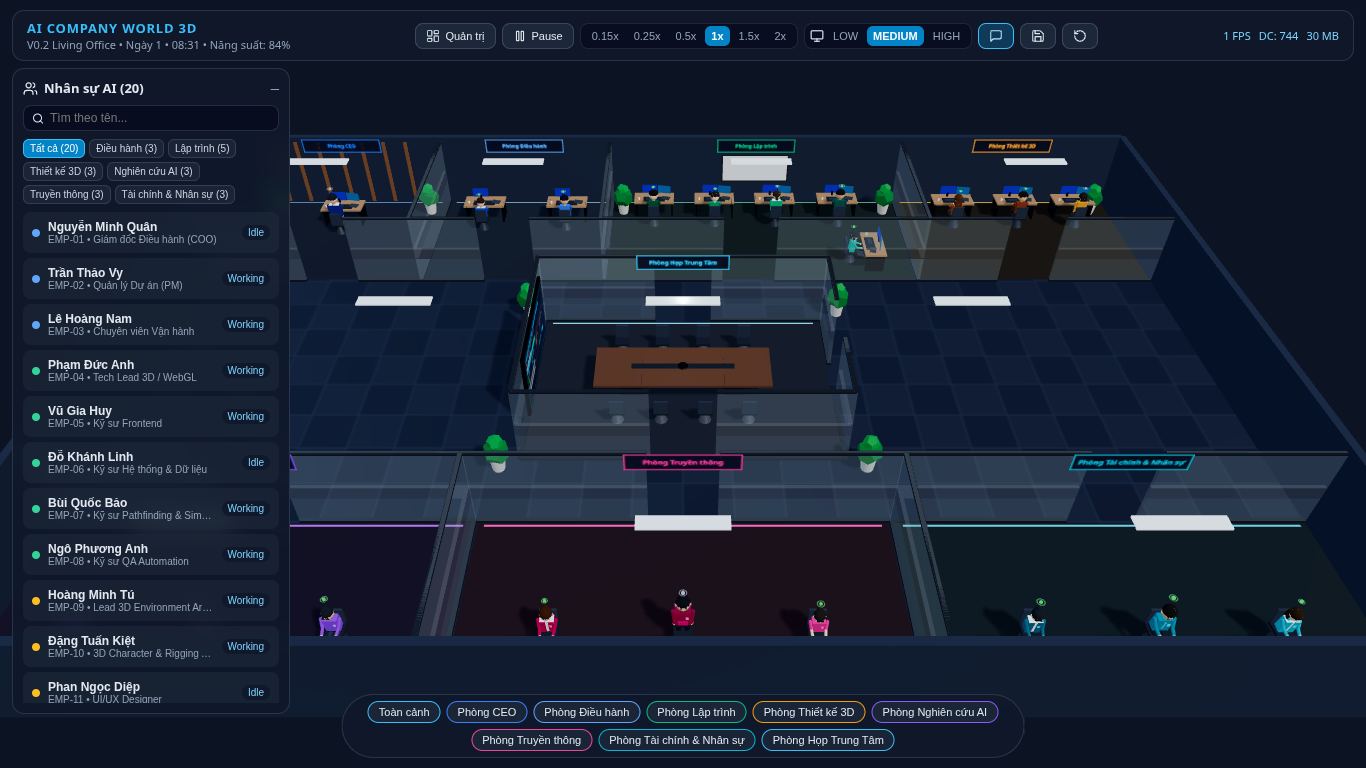 AI COMPANY WORLD 3D
V0.2 Living Office • Ngày 1 • 08:31 • Năng suất: 84%
Quản trị
Pause
0.15x 0.25x 0.5x 1x 1.5x 2x
LOW MEDIUM HIGH
1 FPS DC: 744 30 MB
Nhân sự AI (20)
Tìm theo tên...
Tất cả (20) Điều hành (3) Lập trình (5)
Thiết kế 3D (3) Nghiên cứu AI (3)
Truyền thông (3) Tài chính & Nhân sự (3)
Nguyễn Minh Quân
EMP-01 • Giám đốc Điều hành (COO)
Idle
Trần Thảo Vy
EMP-02 • Quản lý Dự án (PM)
Working
Lê Hoàng Nam
EMP-03 • Chuyên viên Vận hành
Working
Phạm Đức Anh
EMP-04 • Tech Lead 3D / WebGL
Working
Vũ Gia Huy
EMP-05 • Kỹ sư Frontend
Working
Đỗ Khánh Linh
EMP-06 • Kỹ sư Hệ thống & Dữ liệu
Idle
Bùi Quốc Bảo
EMP-07 • Kỹ sư Pathfinding & Sim...
Working
Ngô Phương Anh
EMP-08 • Kỹ sư QA Automation
Working
Hoàng Minh Tú
EMP-09 • Lead 3D Environment Ar...
Working
Đặng Tuấn Kiệt
EMP-10 • 3D Character & Rigging ...
Working
Phan Ngọc Diệp
EMP-11 • UI/UX Designer
Idle
Phòng CEO
Phòng Điều hành
Phòng Lập trình
Phòng Thiết kế 3D
Phòng Họp Trung Tâm
Phòng Truyền thông
Phòng Tài chính & Nhân sự
Toàn cảnh
Phòng CEO
Phòng Điều hành
Phòng Lập trình
Phòng Thiết kế 3D
Phòng Nghiên cứu AI
Phòng Truyền thông
Phòng Tài chính & Nhân sự
Phòng Họp Trung Tâm